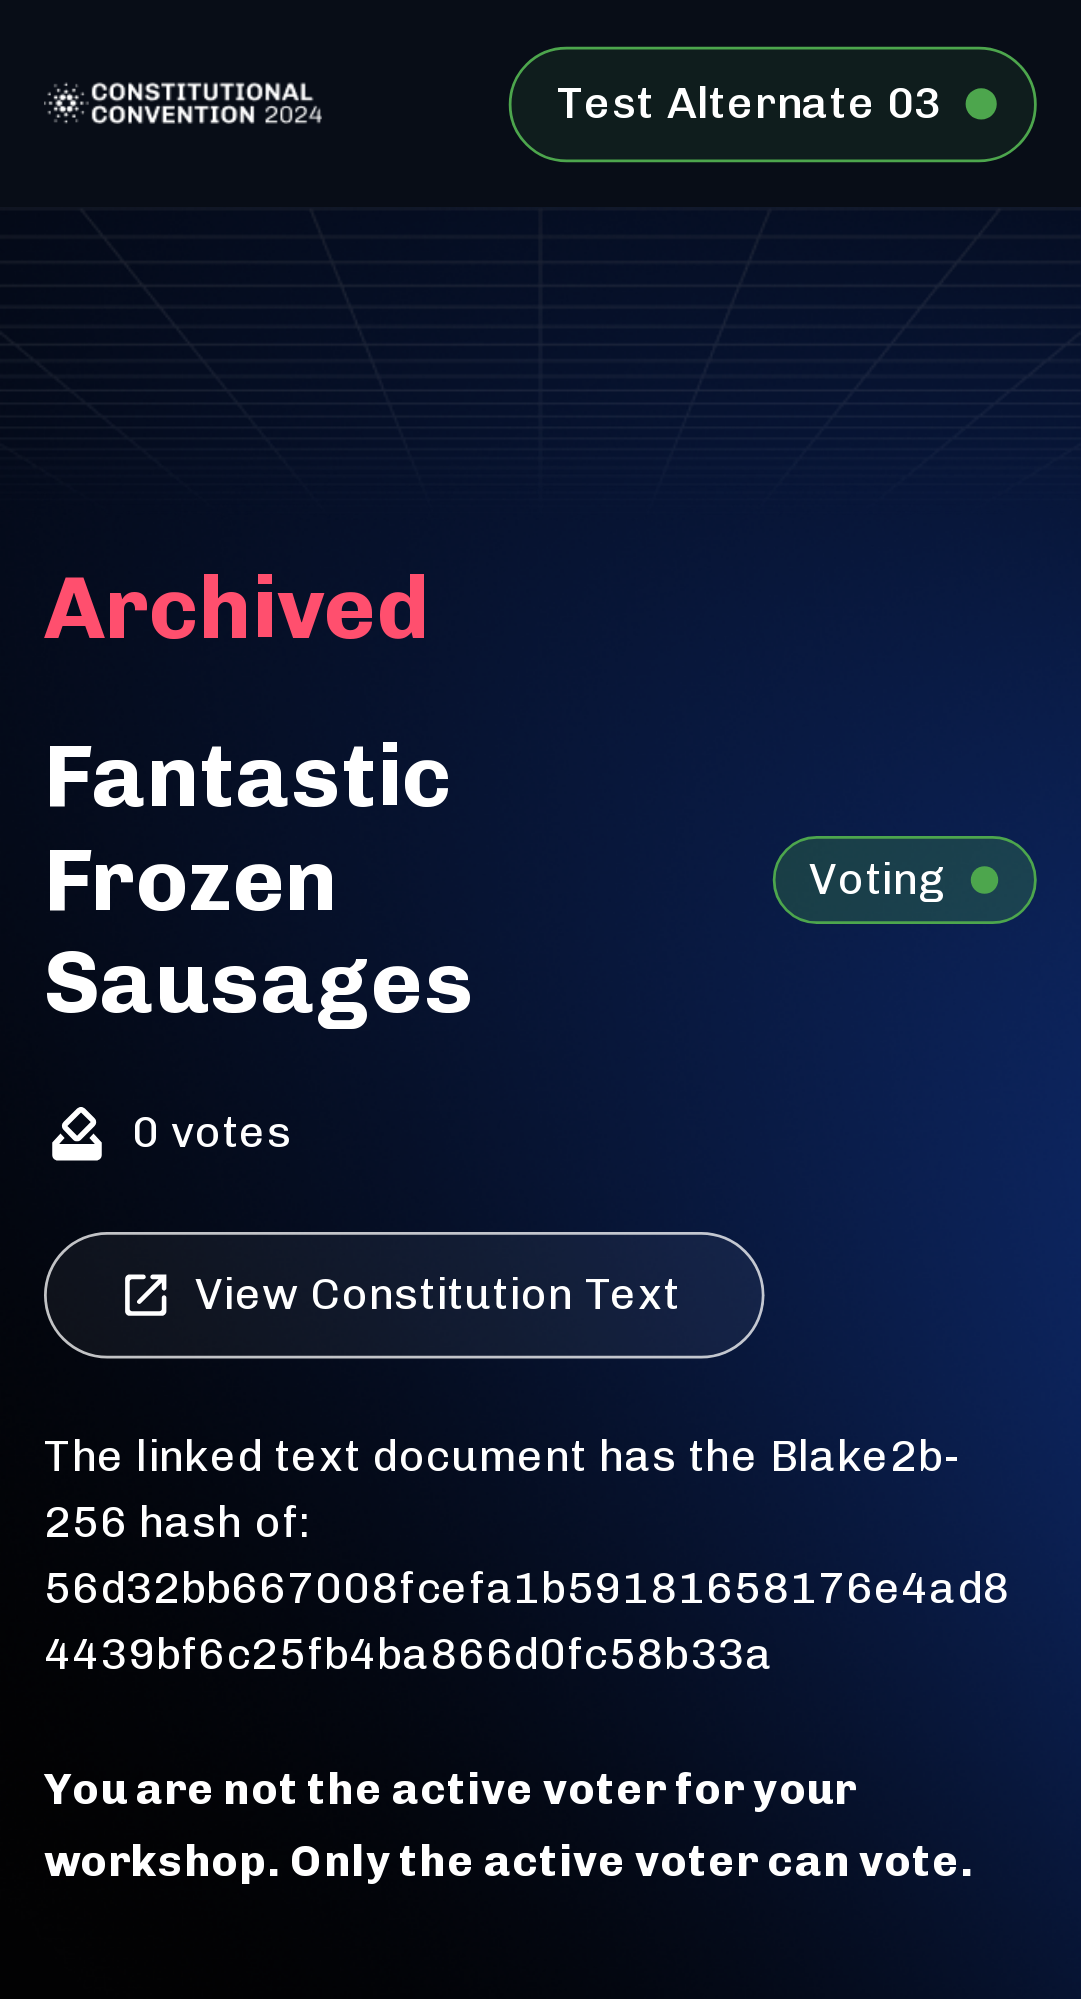 CONSTITUTIONAL
CONVENTION 2024
Test Alternate 03
Archived
Fantastic
Frozen
Sausages
Voting
0 votes
View Constitution Text
The linked text document has the Blake2b-
256 hash of:
56d32bb667008fcefa1b59181658176e4ad8
4439bf6c25fb4ba866d0fc58b33a
You are not the active voter for your
workshop. Only the active voter can vote.